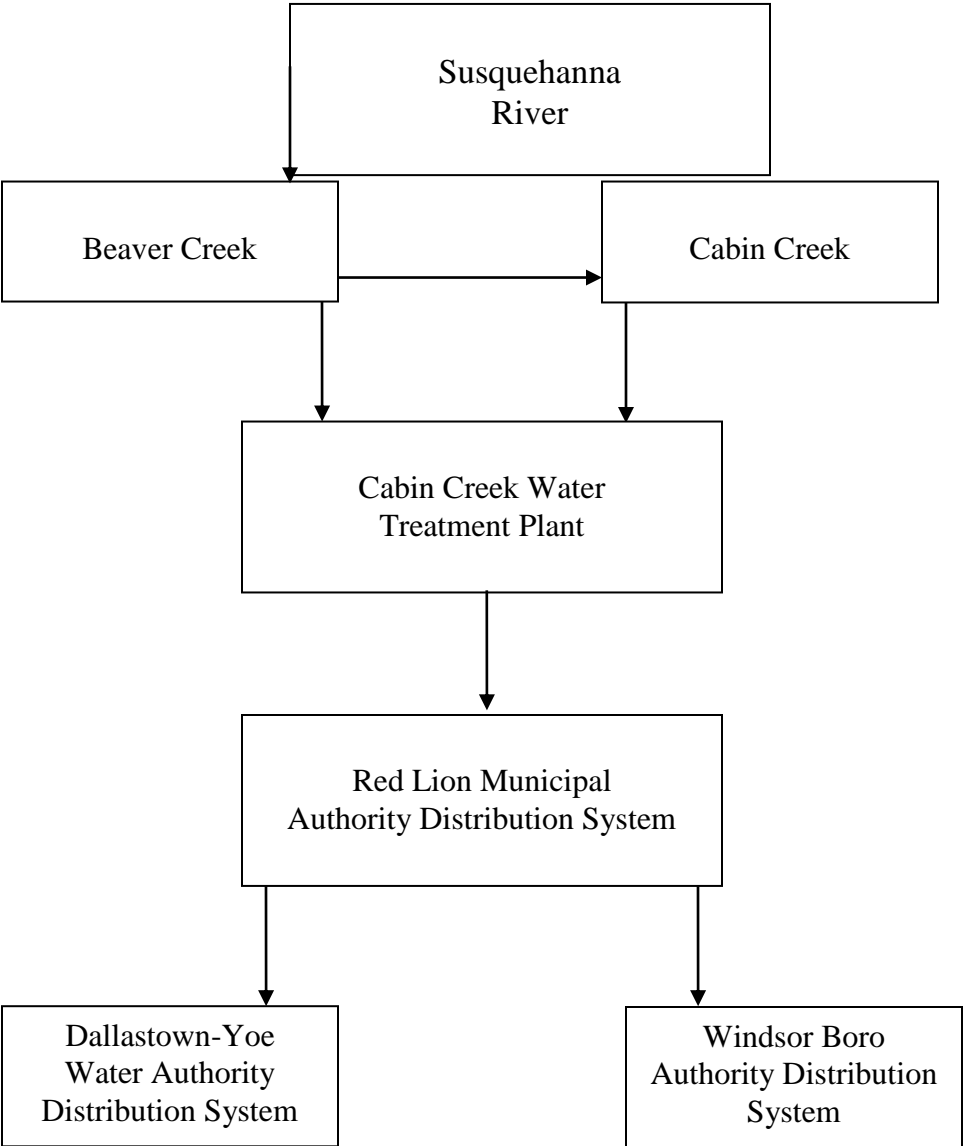 Susquehanna
River
Beaver Creek
Cabin Creek
Cabin Creek Water
Treatment Plant
Red Lion Municipal
Authority Distribution System
Dallastown-Yoe
Water Authority
Distribution System
Windsor Boro
Authority Distribution
System